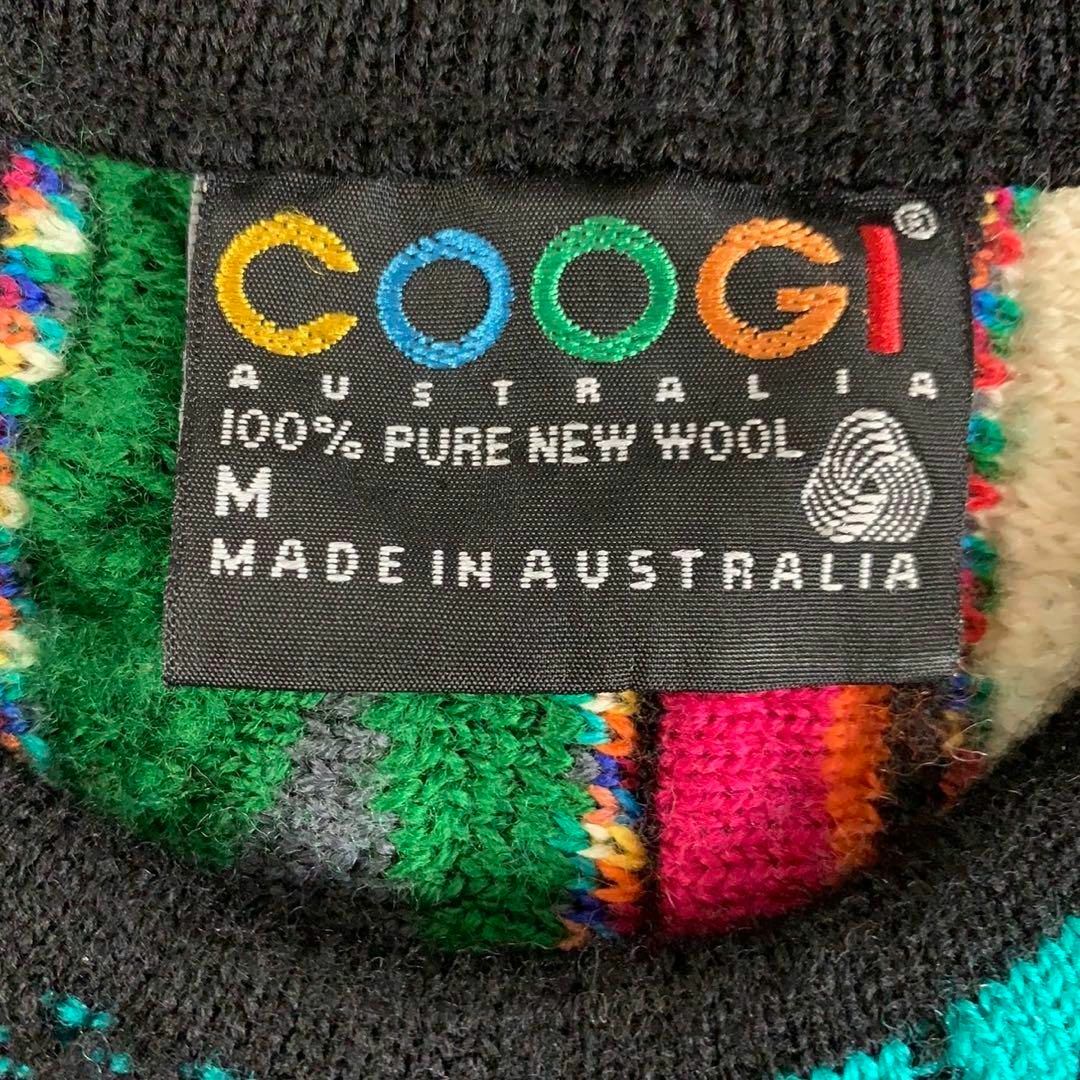 COOGI®
AUSTRALIA
100% PURE NEW WOOL
M
MADE IN AUSTRALIA